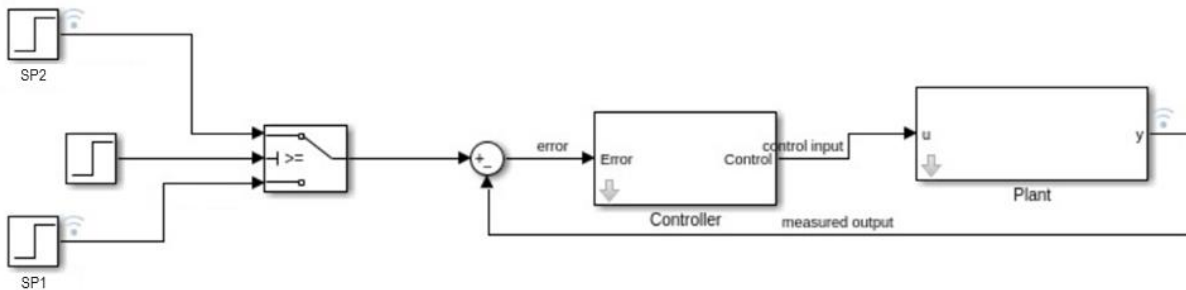 SP2
>=
+
−
error
Error
Control
control input
u
y
Controller
Plant
measured output
SP1